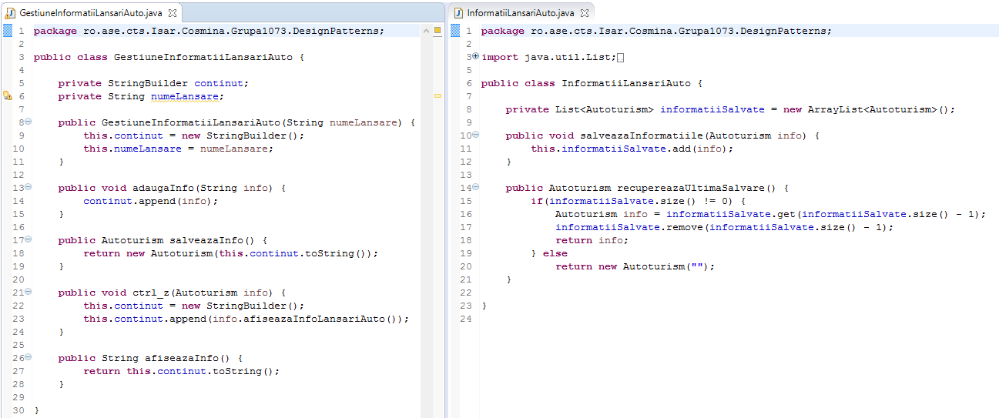 GestiuneInformatiiLansariAuto.java
1 package ro.ase.cts.Isar.Cosmina.Grupa1073.DesignPatterns;
2
3 public class GestiuneInformatiiLansariAuto {
4
5 private StringBuilder continut;
6 private String numeLansare;
7
8 public GestiuneInformatiiLansariAuto(String numeLansare) {
9 this.continut = new StringBuilder();
10 this.numeLansare = numeLansare;
11 }
12
13 public void adaugaInfo(String info) {
14 continut.append(info);
15 }
16
17 public Autoturism salveazaInfo() {
18 return new Autoturism(this.continut.toString());
19 }
20
21 public void ctrl_z(Autoturism info) {
22 this.continut = new StringBuilder();
23 this.continut.append(info.afiseazaInfoLansariAuto());
24 }
25
26 public String afiseazaInfo() {
27 return this.continut.toString();
28 }
29
30 }
InformatiiLansariAuto.java
1 package ro.ase.cts.Isar.Cosmina.Grupa1073.DesignPatterns;
2
3 import java.util.List;
5
6 public class InformatiiLansariAuto {
7
8 private List<Autoturism> informatiiSalvate = new ArrayList<Autoturism>();
9
10 public void salveazaInformatiile(Autoturism info) {
11 this.informatiiSalvate.add(info);
12 }
13
14 public Autoturism recupereazaUltimaSalvare() {
15 if(informatiiSalvate.size() != 0) {
16 Autoturism info = informatiiSalvate.get(informatiiSalvate.size() - 1);
17 informatiiSalvate.remove(informatiiSalvate.size() - 1);
18 return info;
19 } else
20 return new Autoturism("");
21 }
22
23 }
24